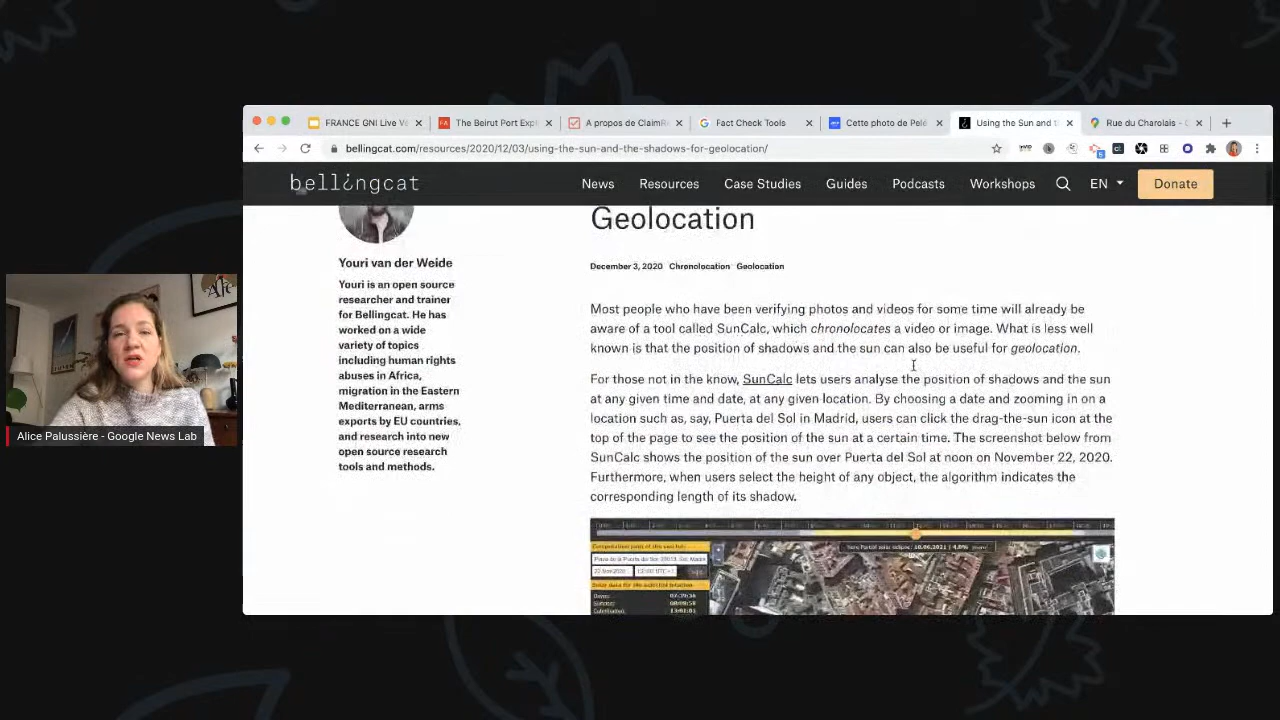 FRANCE GNI Live V
The Beirut Port Expl
A propos de ClaimR
Fact Check Tools
Cette photo de Pelé
Using the Sun and th
Rue du Charolais - G
bellingcat.com/resources/2020/12/03/using-the-sun-and-the-shadows-for-geolocation/
bellingcat
News
Resources
Case Studies
Guides
Podcasts
Workshops
EN
Donate
Geolocation
December 3, 2020 Chronolocation Geolocation
Youri van der Weide
Youri is an open source
researcher and trainer
for Bellingcat. He has
worked on a wide
variety of topics
including human rights
abuses in Africa,
migration in the Eastern
Mediterranean, arms
exports by EU countries,
and research into new
open source research
tools and methods.
Most people who have been verifying photos and videos for some time will already be
aware of a tool called SunCalc, which chronolocates a video or image. What is less well
known is that the position of shadows and the sun can also be useful for geolocation.
For those not in the know, SunCalc lets users analyse the position of shadows and the sun
at any given time and date, at any given location. By choosing a date and zooming in on a
location such as, say, Puerta del Sol in Madrid, users can click the drag-the-sun icon at the
top of the page to see the position of the sun at a certain time. The screenshot below from
SunCalc shows the position of the sun over Puerta del Sol at noon on November 22, 2020.
Furthermore, when users select the height of any object, the algorithm indicates the
corresponding length of its shadow.
Alice Palussière - Google News Lab